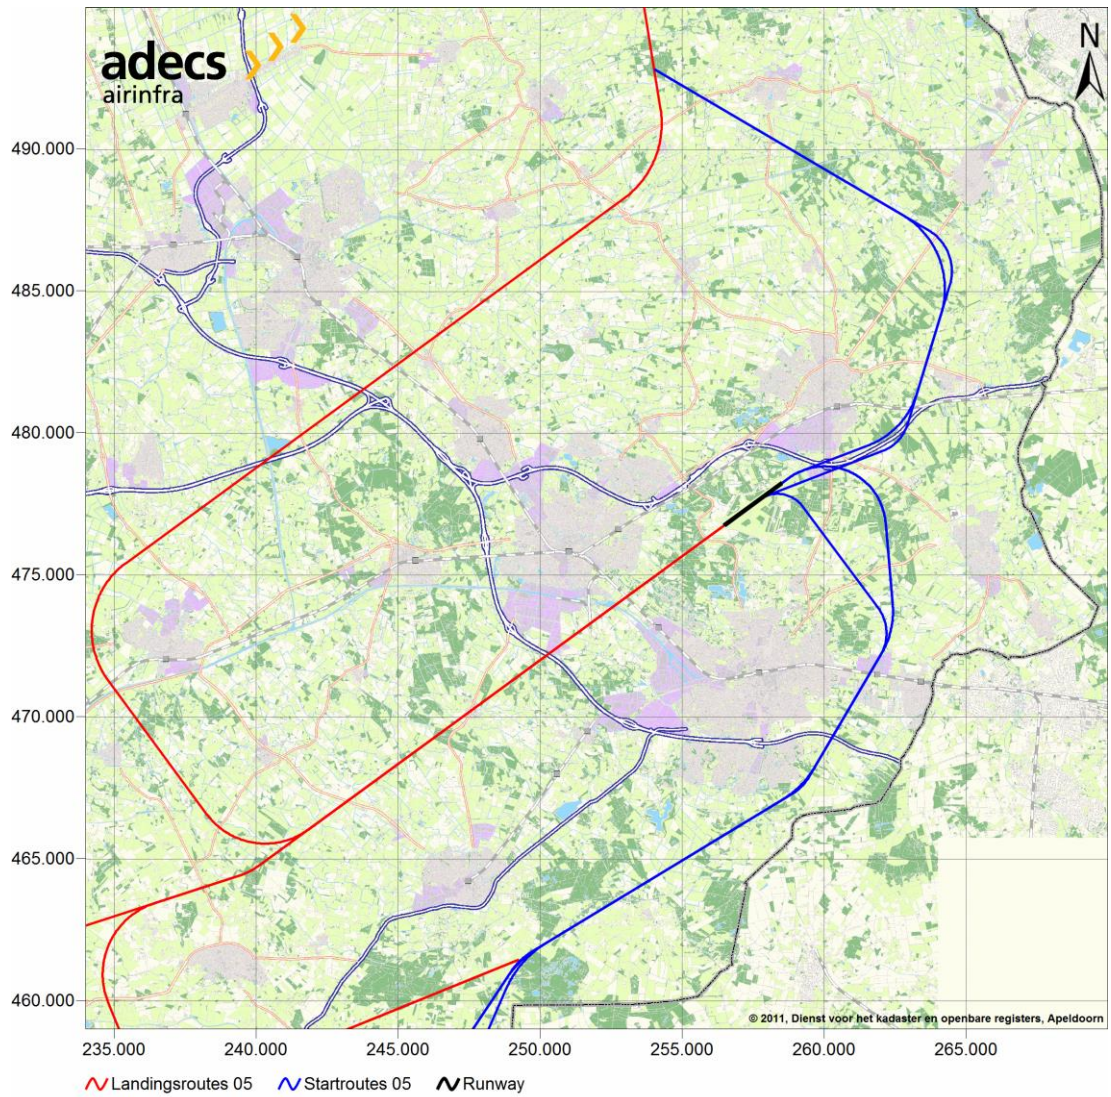 adecs
airinfra
N
490.000
485.000
480.000
475.000
470.000
465.000
460.000
© 2011, Dienst voor het kadaster en openbare registers, Apeldoorn
235.000 240.000 245.000 250.000 255.000 260.000 265.000
Landingsroutes 05 Startroutes 05 Runway